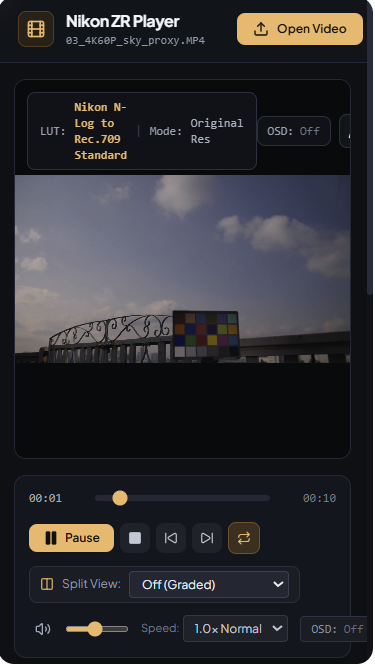 Nikon ZR Player
03_4K60P_sky_proxy.MP4
Open Video
LUT: Nikon N-
Log to
Rec.709
Standard
| Mode: Original
Res
OSD: Off
00:01
00:10
Pause
Split View: Off (Graded)
Speed: 1.0x Normal
OSD: Off